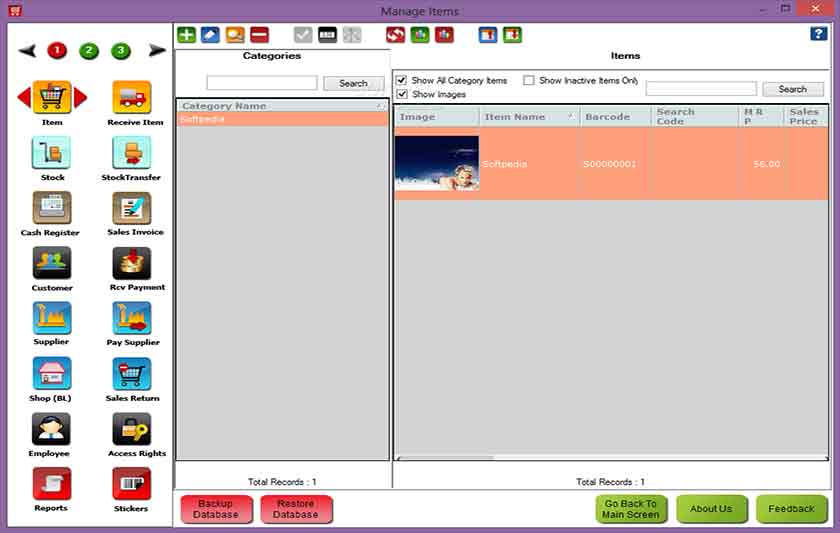 Manage Items
1 2 3
Item
Receive Item
Stock
StockTransfer
Cash Register
Sales Invoice
Customer
Rcv Payment
Supplier
Pay Supplier
Shop (BL)
Sales Return
Employee
Access Rights
Reports
Stickers
Categories
Search
Category Name
Softpedia
Total Records : 1
?
Items
Show All Category Items
Show Inactive Items Only
Show Images
Search
Image
Item Name
Barcode
Search
Code
M R
P
Sales
Price
Softpedia
S00000001
56.00
Total Records : 1
Backup
Database
Restore
Database
Go Back To
Main Screen
About Us
Feedback